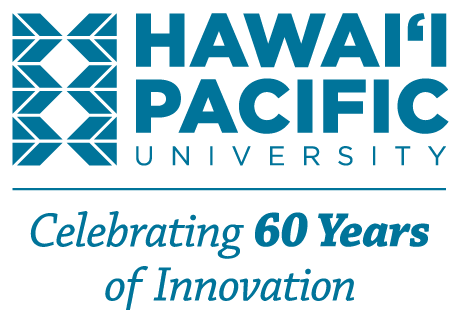 HAWAIʻI
PACIFIC
UNIVERSITY
Celebrating 60 Years
of Innovation